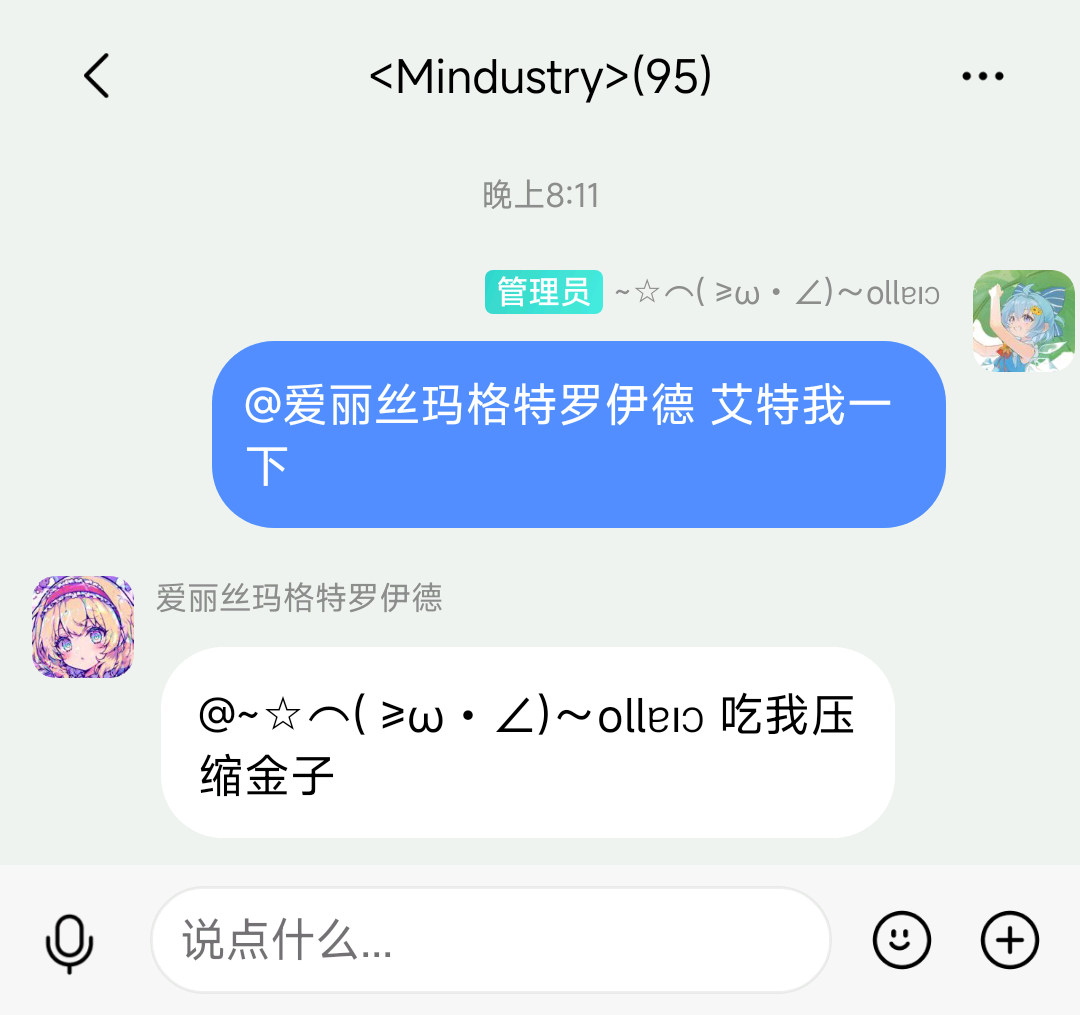 <Mindustry>(95)
晚上8:11
管理员 ~☆⌒( ≥ω・∠)～ollɐıɔ
@爱丽丝玛格特罗伊德 艾特我一
下
爱丽丝玛格特罗伊德
@~☆⌒( ≥ω・∠)～ollɐıɔ 吃我压
缩金子
说点什么...